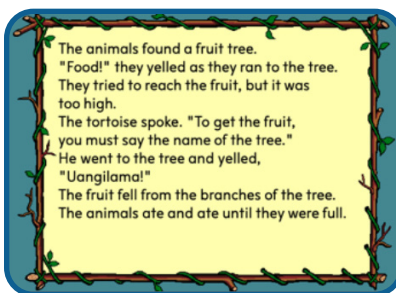 The animals found a fruit tree.
"Food!" they yelled as they ran to the tree.
They tried to reach the fruit, but it was
too high.
The tortoise spoke. "To get the fruit,
you must say the name of the tree."
He went to the tree and yelled,
"Uangilama!"
The fruit fell from the branches of the tree.
The animals ate and ate until they were full.